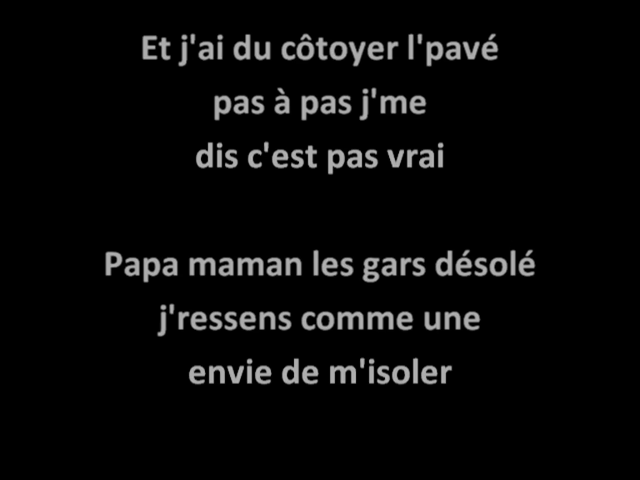 Et j'ai du côtoyer l'pavé
pas à pas j'me
dis c'est pas vrai
Papa maman les gars désolé
j'ressens comme une
envie de m'isoler